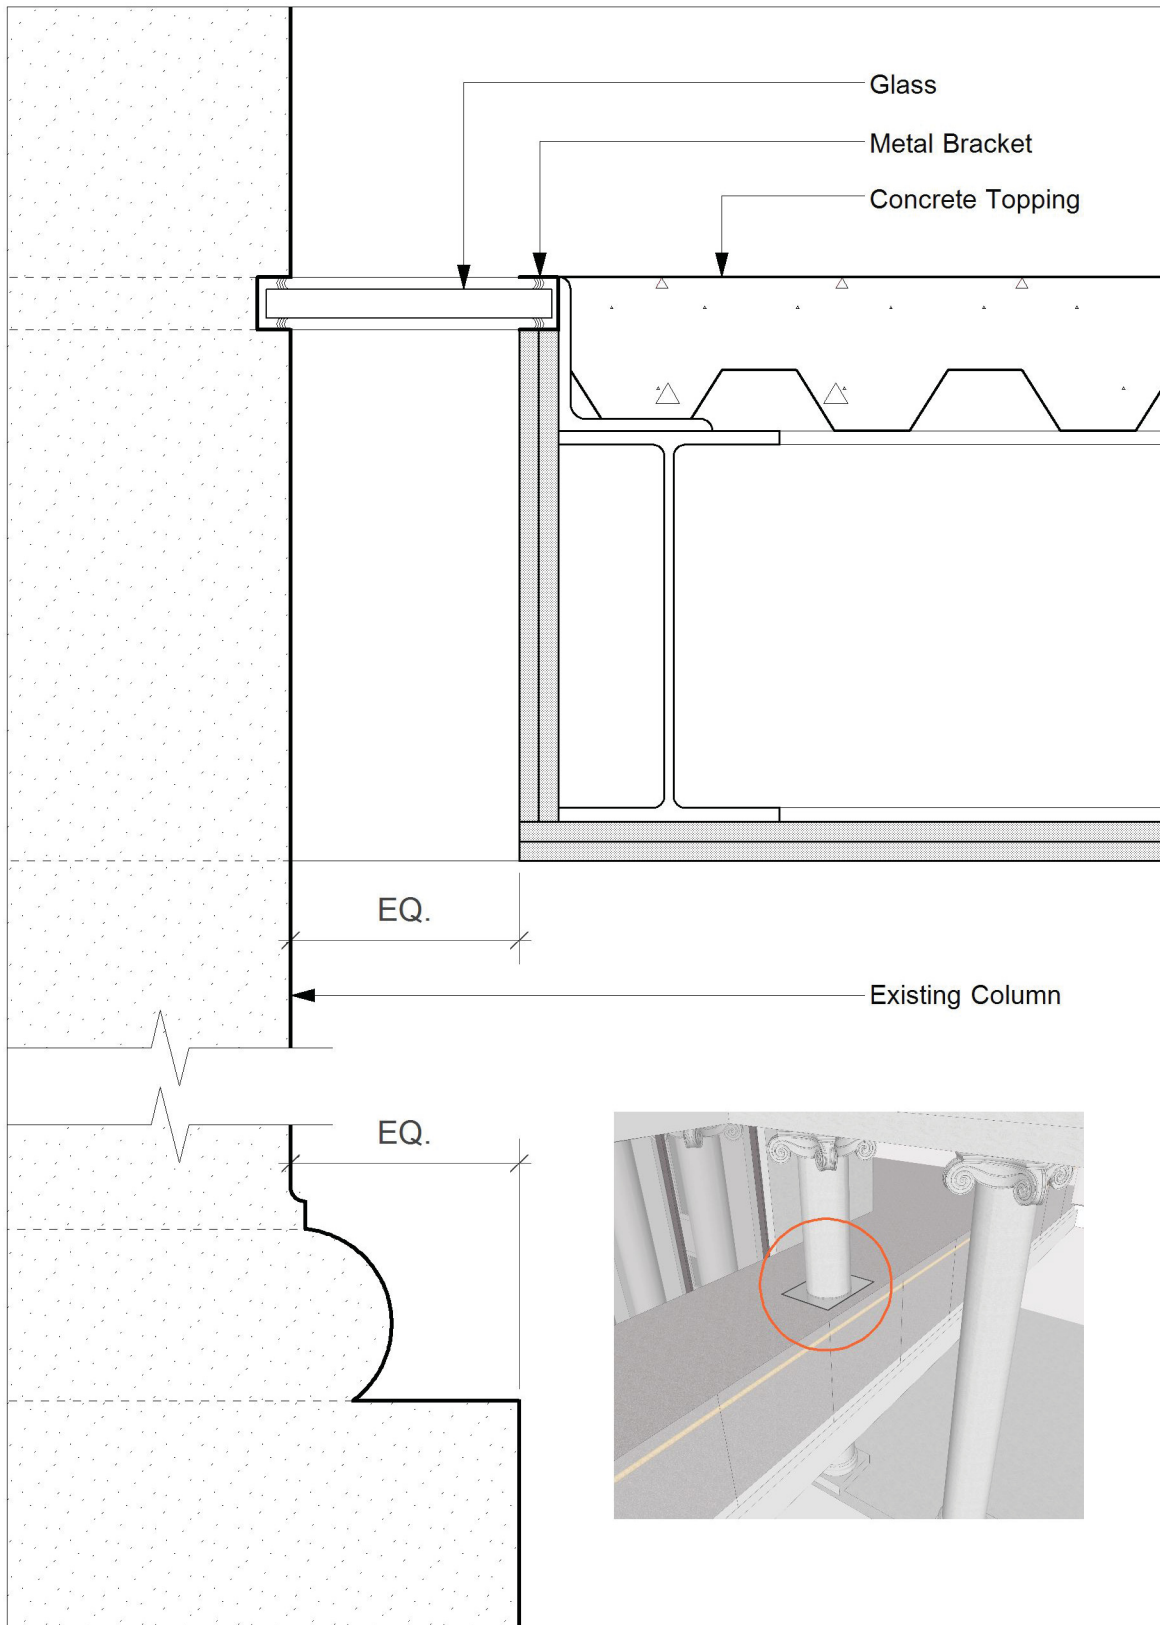 Glass
Metal Bracket
Concrete Topping
EQ.
Existing Column
EQ.